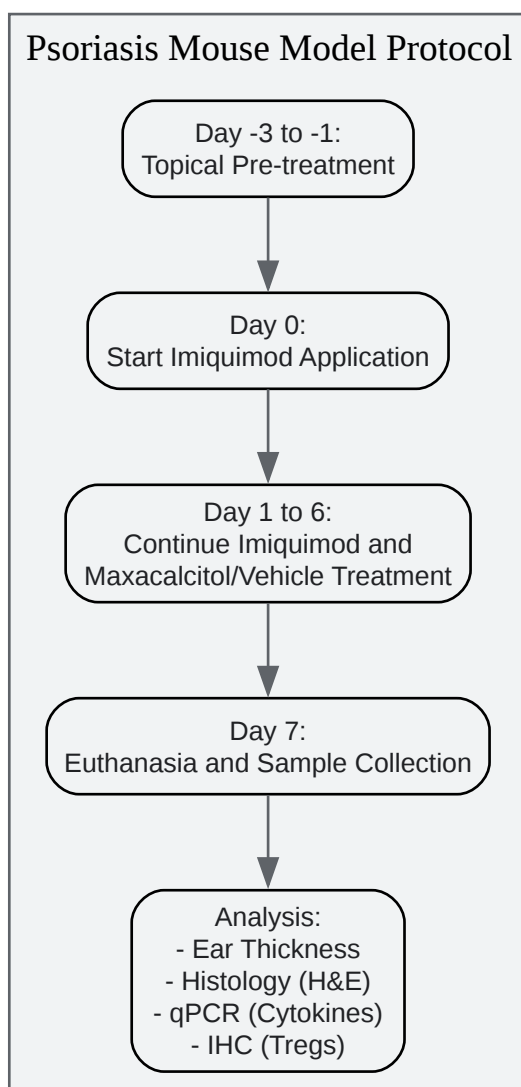 Psoriasis Mouse Model Protocol
Day -3 to -1:
Topical Pre-treatment
Day 0:
Start Imiquimod Application
Day 1 to 6:
Continue Imiquimod and
Maxacalcitol/Vehicle Treatment
Day 7:
Euthanasia and Sample Collection
Analysis:
- Ear Thickness
- Histology (H&E)
- qPCR (Cytokines)
- IHC (Tregs)